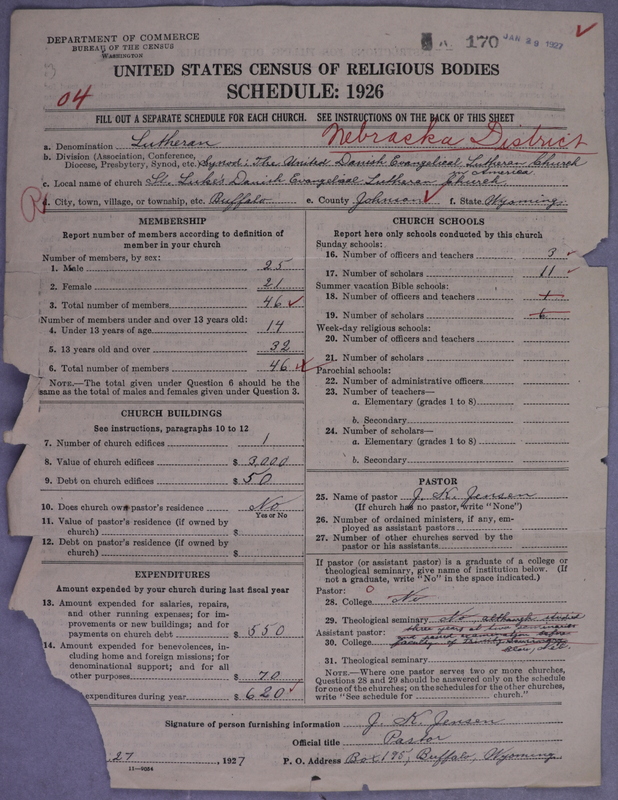 DEPARTMENT OF COMMERCE
BUREAU OF THE CENSUS
WASHINGTON
A 170 JAN 29 1927
UNITED STATES CENSUS OF RELIGIOUS BODIES
SCHEDULE: 1926
04
FILL OUT A SEPARATE SCHEDULE FOR EACH CHURCH. SEE INSTRUCTIONS ON THE BACK OF THIS SHEET
a. Denomination Lutheran Nebraska District
b. Division (Association, Conference, Diocese, Presbytery, Synod, etc.) Synod: The United Danish Evangelical Lutheran Church in America
c. Local name of church St. Luke's Danish Evangelical Lutheran Church
d. City, town, village, or township, etc. Buffalo e. County Johnson f. State Wyoming
MEMBERSHIP
Report number of members according to definition of member in your church
Number of members, by sex:
1. Male 25
2. Female 21
3. Total number of members 46
Number of members under and over 13 years old:
4. Under 13 years of age 14
5. 13 years old and over 32
6. Total number of members 46
NOTE.—The total given under Question 6 should be the same as the total of males and females given under Question 3.
CHURCH BUILDINGS
See instructions, paragraphs 10 to 12
7. Number of church edifices 1
8. Value of church edifices $ 3,000
9. Debt on church edifices $ 50
10. Does church own pastor's residence No
Yes or No
11. Value of pastor's residence (if owned by church) $
12. Debt on pastor's residence (if owned by church) $
EXPENDITURES
Amount expended by your church during last fiscal year
13. Amount expended for salaries, repairs, and other running expenses; for improvements or new buildings; and for payments on church debt $ 550
14. Amount expended for benevolences, including home and foreign missions; for denominational support; and for all other purposes $ 70
expenditures during year $ 620
CHURCH SCHOOLS
Report here only schools conducted by this church
Sunday schools:
16. Number of officers and teachers 3
17. Number of scholars 11
Summer vacation Bible schools:
18. Number of officers and teachers 1
19. Number of scholars 6
Week-day religious schools:
20. Number of officers and teachers
21. Number of scholars
Parochial schools:
22. Number of administrative officers
23. Number of teachers—
a. Elementary (grades 1 to 8)
b. Secondary
24. Number of scholars—
a. Elementary (grades 1 to 8)
b. Secondary
PASTOR
25. Name of pastor J. K. Jensen
(If church has no pastor, write "None")
26. Number of ordained ministers, if any, employed as assistant pastors
27. Number of other churches served by the pastor or his assistants
If pastor (or assistant pastor) is a graduate of a college or theological seminary, give name of institution below. (If not a graduate, write "No" in the space indicated.)
Pastor:
28. College No
29. Theological seminary No, although studied
Assistant pastor: three years at
30. College
faculty of Trinity Seminary
Blair, Neb.
31. Theological seminary
NOTE.—Where one pastor serves two or more churches, Questions 28 and 29 should be answered only on the schedule for one of the churches; on the schedules for the other churches, write "See schedule for church."
Signature of person furnishing information J. K. Jensen
Official title Pastor
27, 1927 P. O. Address Box 175, Buffalo, Wyoming.
11—9094